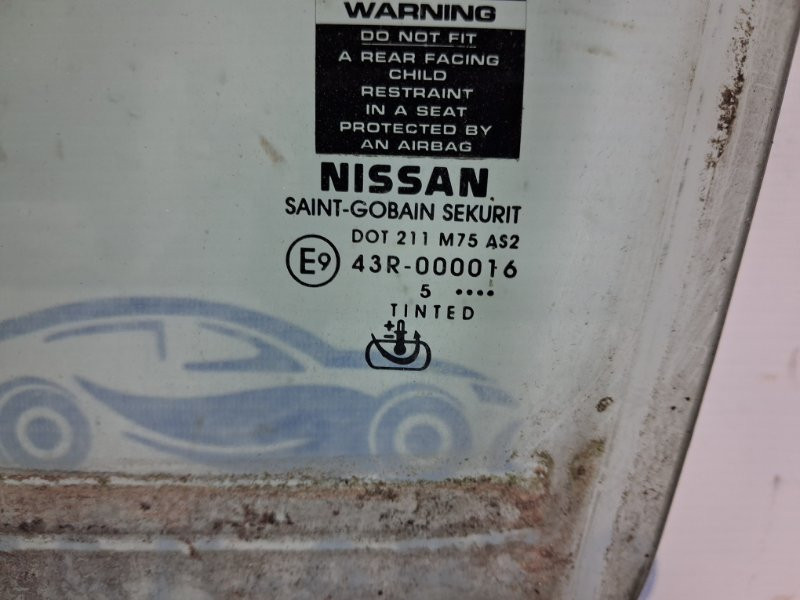 WARNING
DO NOT FIT
A REAR FACING
CHILD
RESTRAINT
IN A SEAT
PROTECTED BY
AN AIRBAG
NISSAN
SAINT-GOBAIN SEKURIT
DOT 211 M75 AS2
E9 43R-000016
5 ••••
TINTED